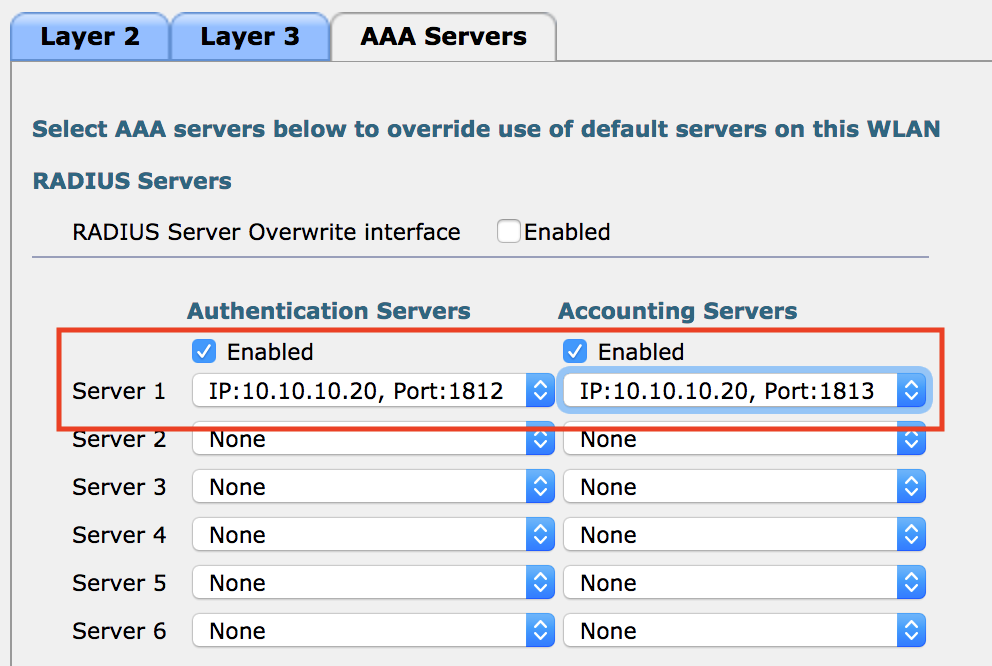 Layer 2 Layer 3 AAA Servers
Select AAA servers below to override use of default servers on this WLAN
RADIUS Servers
RADIUS Server Overwrite interface Enabled
Authentication Servers Accounting Servers
Enabled Enabled
Server 1 IP:10.10.10.20, Port:1812 IP:10.10.10.20, Port:1813
Server 2 None None
Server 3 None None
Server 4 None None
Server 5 None None
Server 6 None None